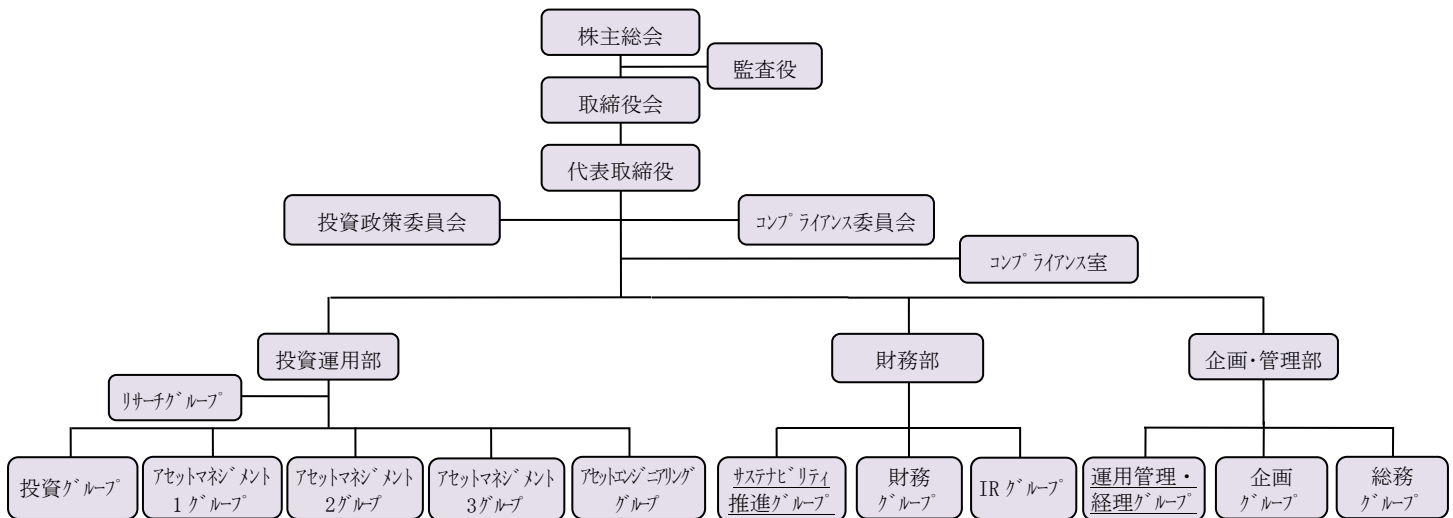 株主総会
監査役
取締役会
代表取締役
投資政策委員会
コンプライアンス委員会
コンプライアンス室
投資運用部
財務部
企画・管理部
リサーチグループ
投資グループ
アセットマネジメント
1グループ
アセットマネジメント
2グループ
アセットマネジメント
3グループ
アセットエンジニアリング
グループ
サステナビリティ
推進グループ
財務
グループ
IRグループ
運用管理・
経理グループ
企画
グループ
総務
グループ